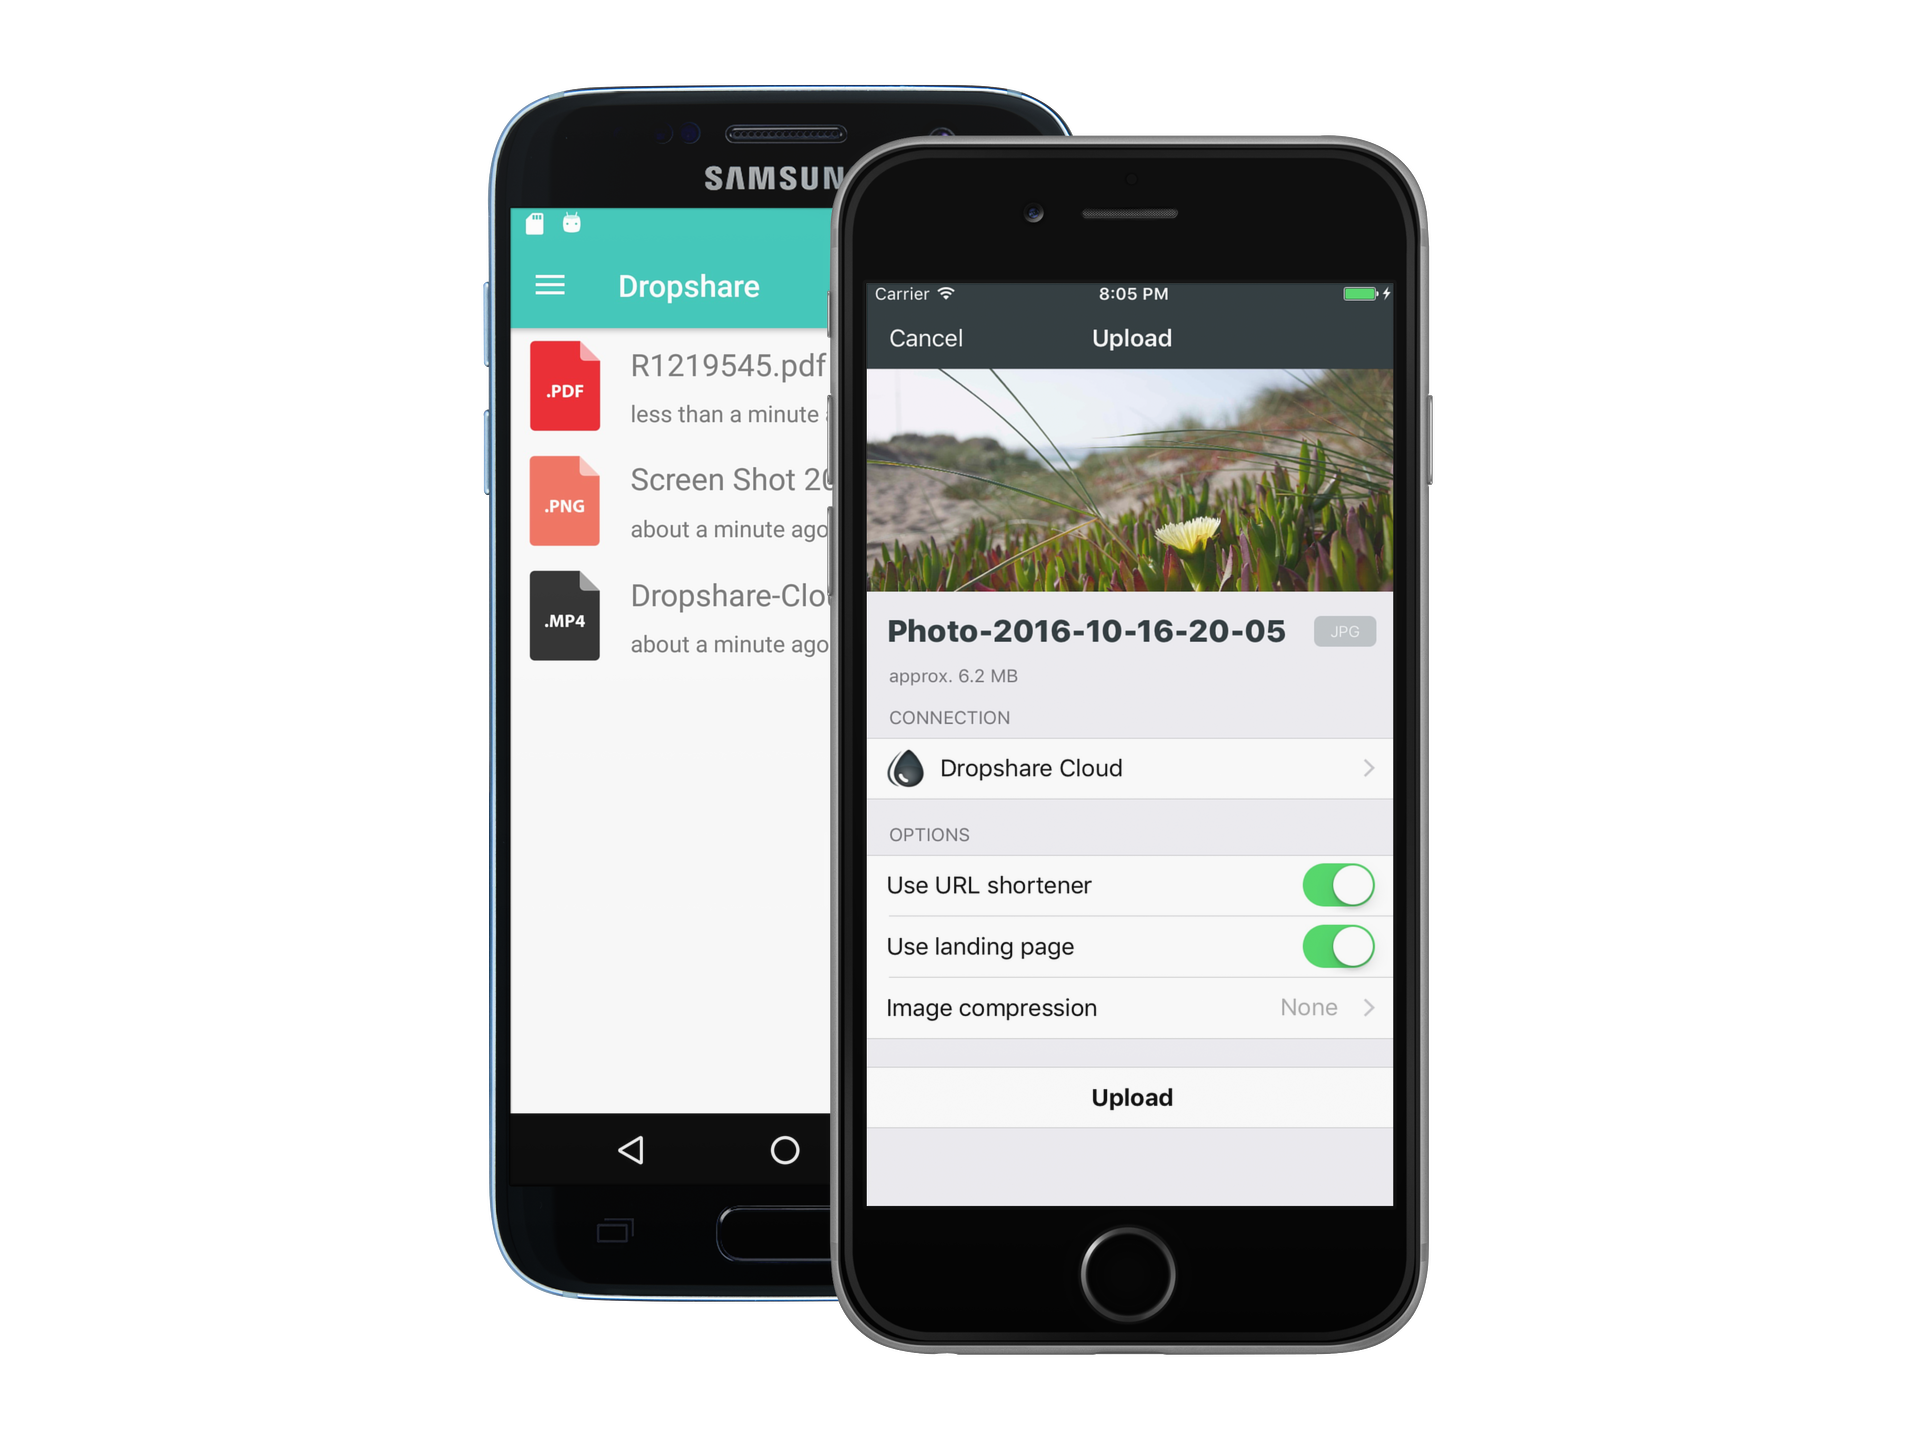 SAMSUN
Dropshare
.PDF
R1219545.pdf
less than a minute
.PNG
Screen Shot 20
about a minute ago
.MP4
Dropshare-Clo
about a minute ago
Carrier 8:05 PM
Cancel Upload
Photo-2016-10-16-20-05 JPG
approx. 6.2 MB
CONNECTION
Dropshare Cloud
OPTIONS
Use URL shortener
Use landing page
Image compression None
Upload